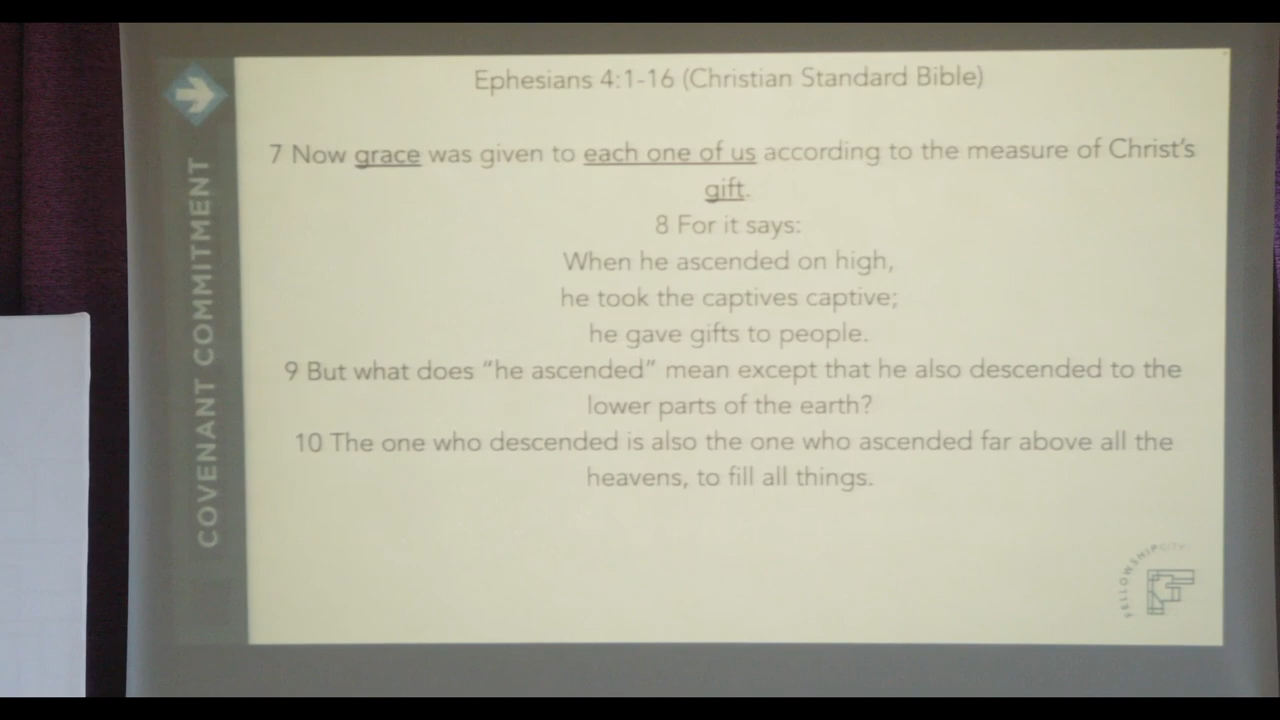 Ephesians 4:1-16 (Christian Standard Bible)
7 Now grace was given to each one of us according to the measure of Christ's
gift.
8 For it says:
When he ascended on high,
he took the captives captive;
he gave gifts to people.
9 But what does "he ascended" mean except that he also descended to the
lower parts of the earth?
10 The one who descended is also the one who ascended far above all the
heavens, to fill all things.
COVENANT COMMITMENT
FELLOWSHIPCITY